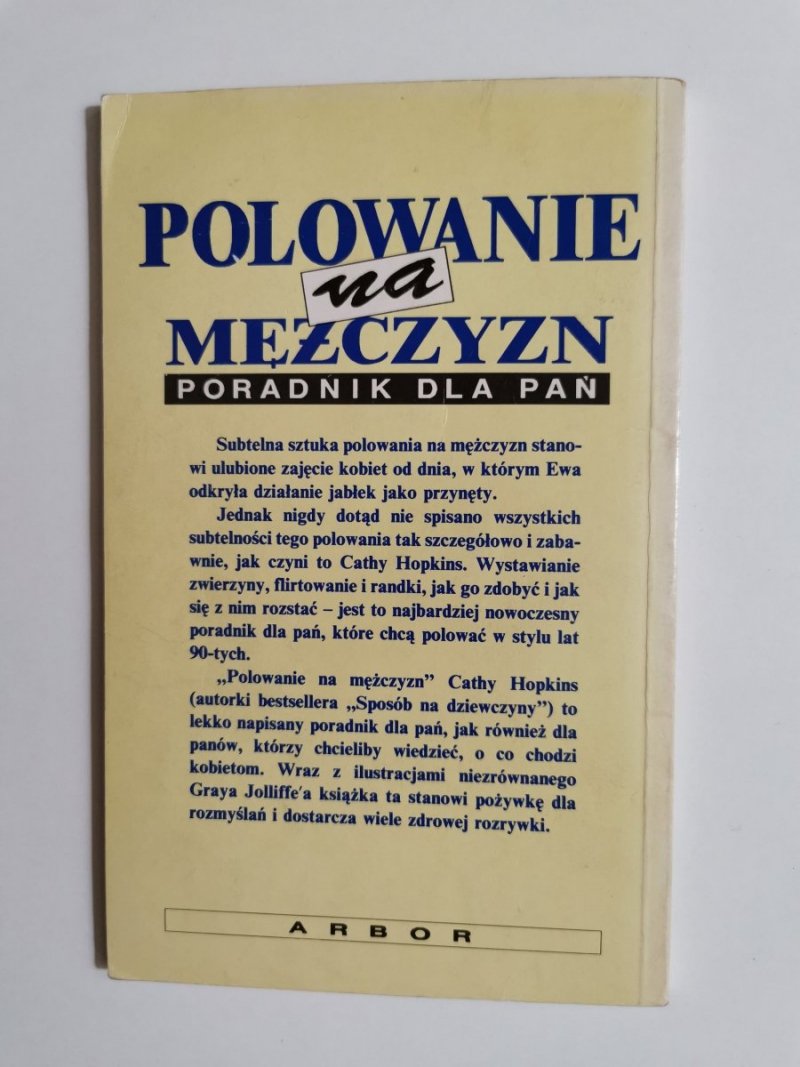 POLOWANIE
na
MĘŻCZYZN
PORADNIK DLA PAŃ
Subtelna sztuka polowania na mężczyzn stano-
wi ulubione zajęcie kobiet od dnia, w którym Ewa
odkryła działanie jabłek jako przynęty.
Jednak nigdy dotąd nie spisano wszystkich
subtelności tego polowania tak szczegółowo i zaba-
wnie, jak czyni to Cathy Hopkins. Wystawianie
zwierzyny, flirtowanie i randki, jak go zdobyć i jak
się z nim rozstać – jest to najbardziej nowoczesny
poradnik dla pań, które chcą polować w stylu lat
90-tych.
„Polowanie na mężczyzn” Cathy Hopkins
(autorki bestsellera „Sposób na dziewczyny”) to
lekko napisany poradnik dla pań, jak również dla
panów, którzy chcieliby wiedzieć, o co chodzi
kobietom. Wraz z ilustracjami niezrównanego
Graya Jolliffe'a książka ta stanowi pożywkę dla
rozmyślań i dostarcza wiele zdrowej rozrywki.
ARBOR